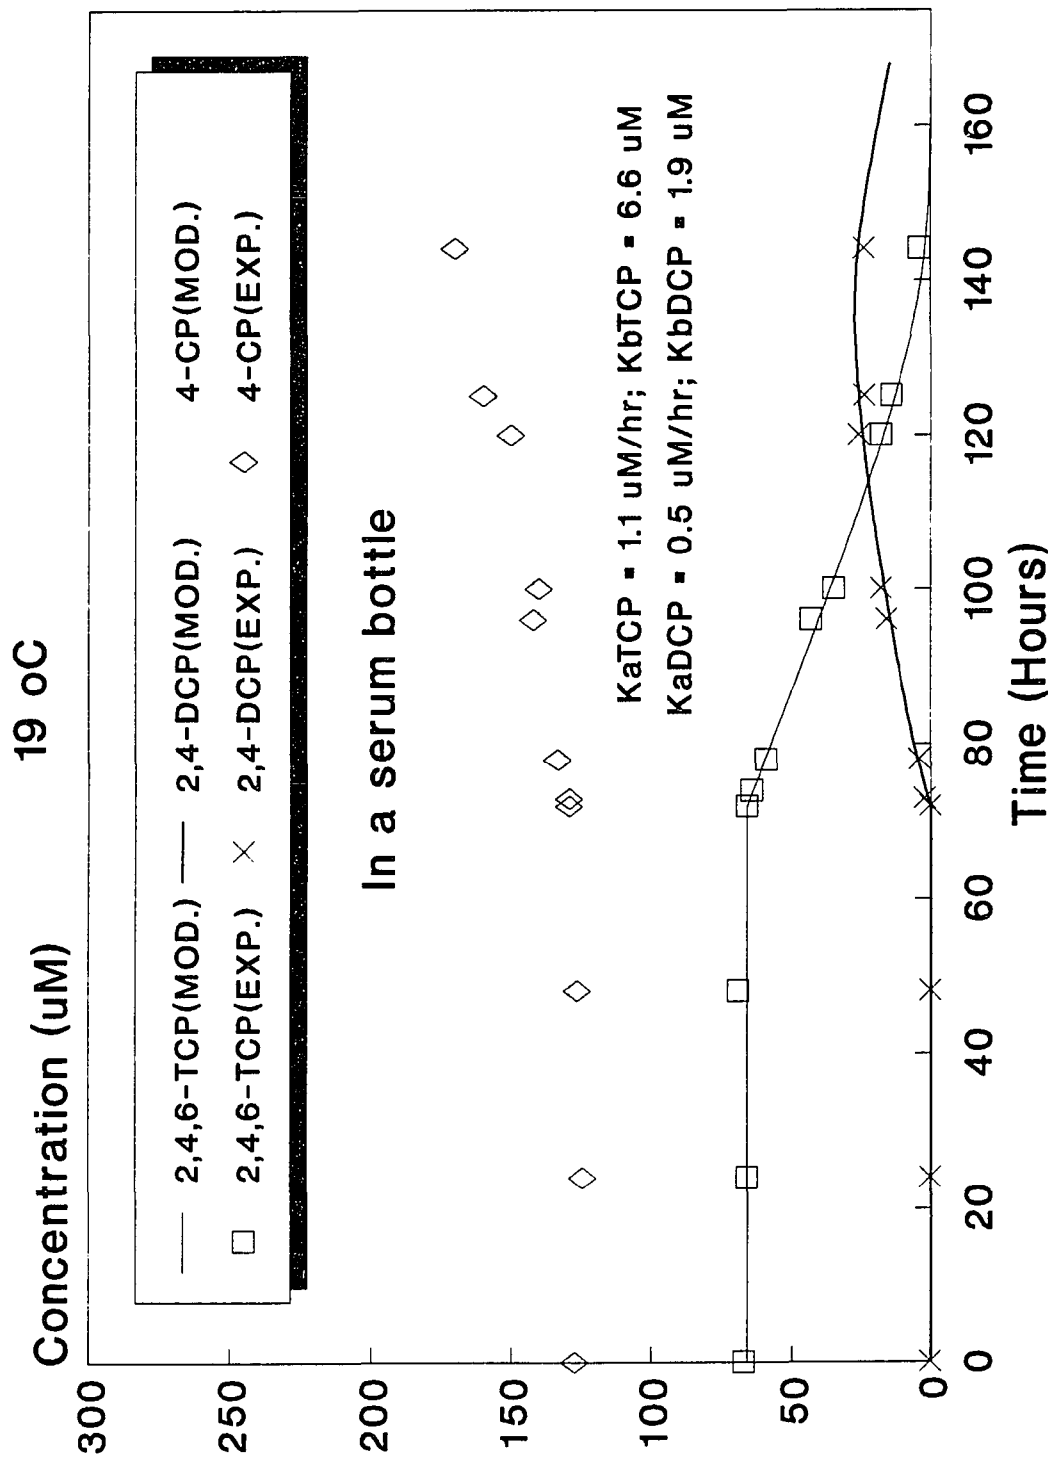 19 oC
Concentration (uM)
2,4,6-TCP(MOD.) 2,4-DCP(MOD.) 4-CP(MOD.)
2,4,6-TCP(EXP.) 2,4-DCP(EXP.) 4-CP(EXP.)
In a serum bottle
KaTCP = 1.1 uM/hr; KbTCP = 6.6 uM
KaDCP = 0.5 uM/hr; KbDCP = 1.9 uM
300
250
200
150
100
50
0
0 20 40 60 80 100 120 140 160
Time (Hours)